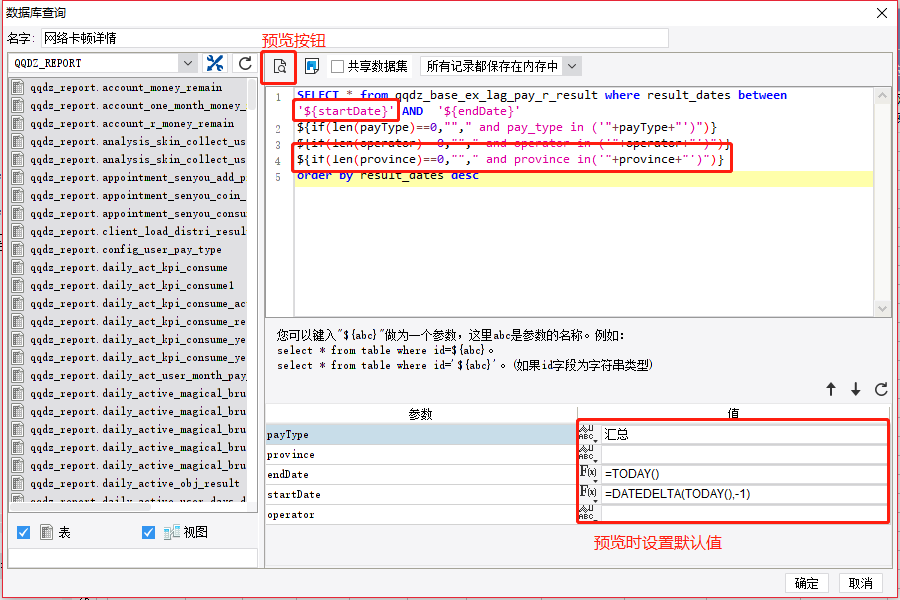 数据库查询
名字: 网络卡顿详情
预览按钮
QQDZ_REPORT
共享数据集
所有记录都保存在内存中
qqdz_report.account_money_remain
qqdz_report.account_one_month_money_
qqdz_report.account_r_money_remain
qqdz_report.analysis_skin_collect_us
qqdz_report.analysis_skin_collect_us
qqdz_report.appointment_senyou_add_p
qqdz_report.appointment_senyou_coin_
qqdz_report.appointment_senyou_consu
qqdz_report.client_load_distri_resul
qqdz_report.config_user_pay_type
qqdz_report.daily_act_kpi_consume
qqdz_report.daily_act_kpi_consume1
qqdz_report.daily_act_kpi_consume_ac
qqdz_report.daily_act_kpi_consume_re
qqdz_report.daily_act_kpi_consume_ye
qqdz_report.daily_act_kpi_consume_ye
qqdz_report.daily_act_user_month_pay_
qqdz_report.daily_active_magical_bru
qqdz_report.daily_active_magical_bru
qqdz_report.daily_active_magical_bru
qqdz_report.daily_active_magical_bru
qqdz_report.daily_active_magical_bru
qqdz_report.daily_active_obj_result
qqdz_report.daily_active_user_days_d
表
视图
1 SELECT * from qqdz_base_ex_lag_pay_r_result where result_dates between
'${startDate}' AND '${endDate}'
2 ${if(len(payType)==0,""," and pay_type in ('"+payType+"')")}
3 ${if(len(operator)==0,""," and operator in ('"+operator+"')")}
4 ${if(len(province)==0,""," and province in('"+province+"')")}
5 order by result_dates desc
您可以键入"${abc}"做为一个参数，这里abc是参数的名称。例如:
select * from table where id=${abc}。
select * from table where id='${abc}'。(如果id字段为字符串类型)
参数 值
payType 汇总
province
endDate =TODAY()
startDate =DATEDELTA(TODAY(),-1)
operator
预览时设置默认值
确定
取消